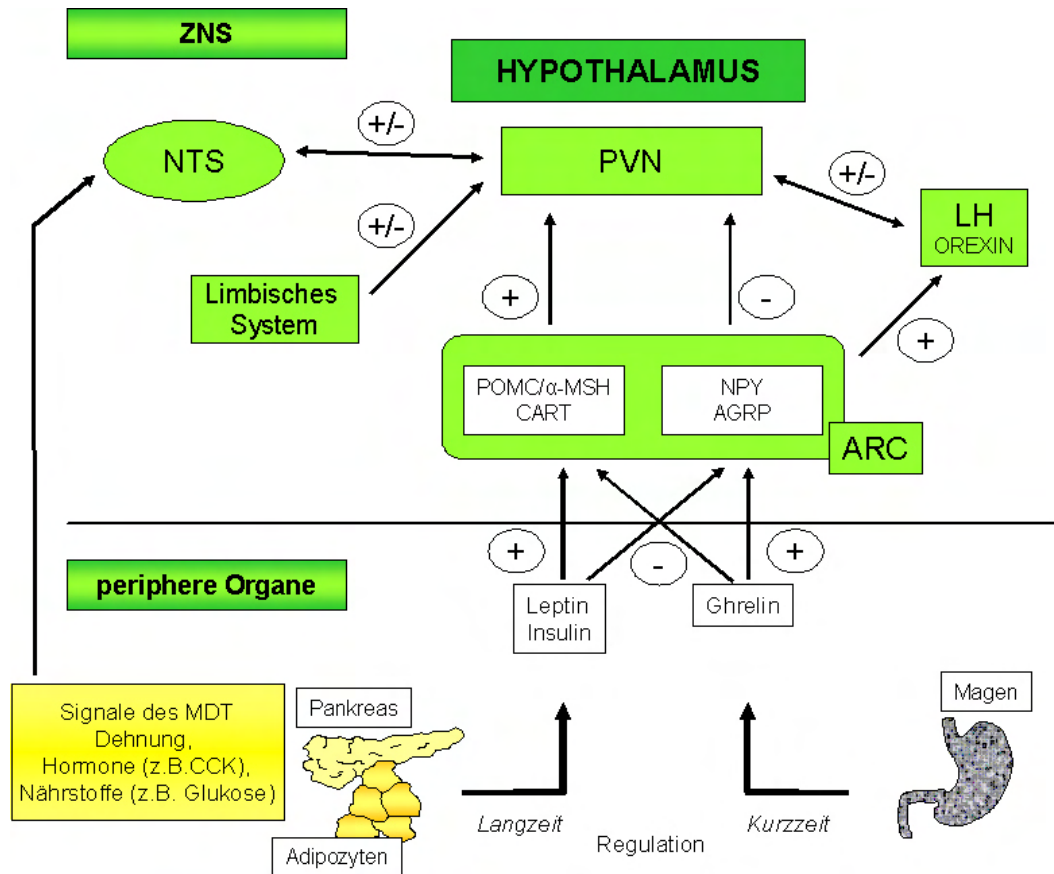 ZNS
HYPOTHALAMUS
+/-
NTS
PVN
+/-
LH
OREXIN
+/-
Limbisches
System
+
-
+
POMC/α-MSH
CART
NPY
AGRP
ARC
+
-
+
periphere Organe
Leptin
Insulin
Ghrelin
Signale des MDT
Dehnung,
Hormone (z.B.CCK),
Nährstoffe (z.B. Glukose)
Pankreas
Adipozyten
Magen
Langzeit
Regulation
Kurzzeit